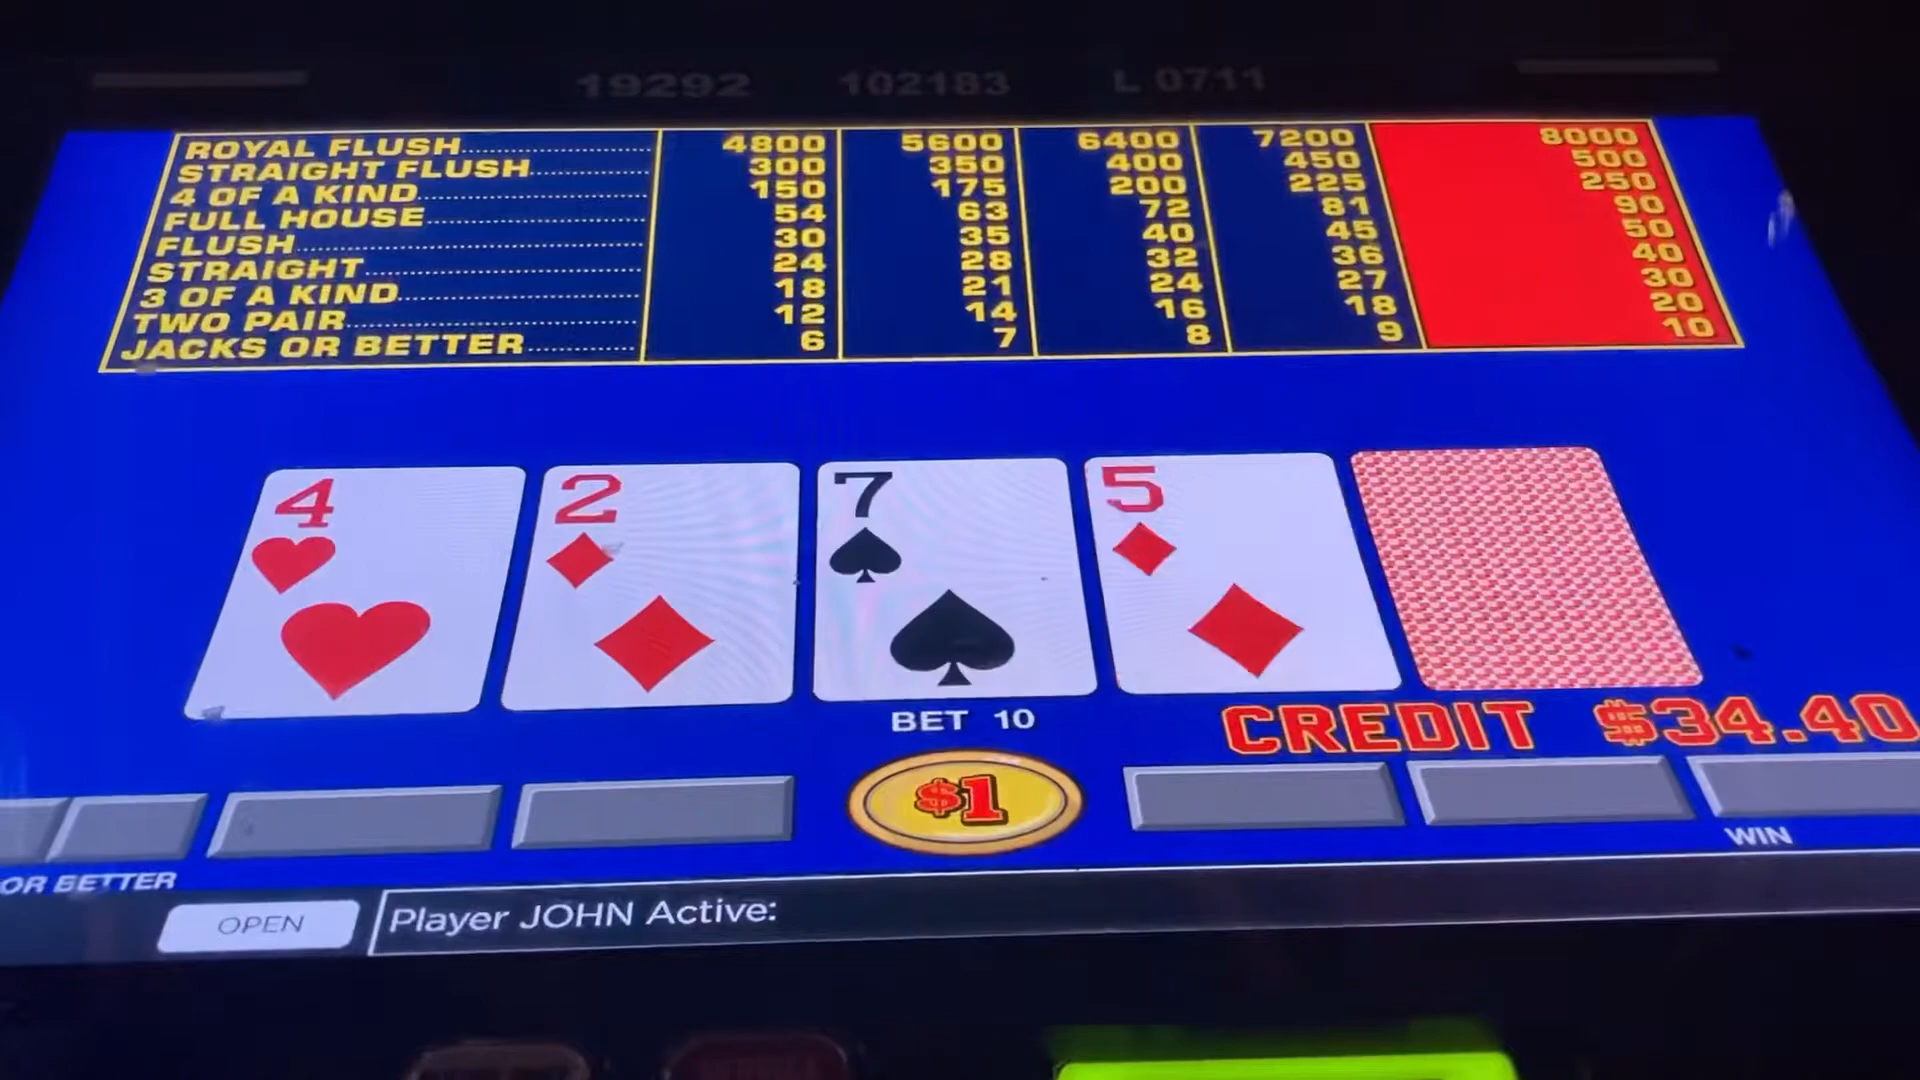 19292 102183 L 0711
ROYAL FLUSH 4800 5600 6400 7200 8000
STRAIGHT FLUSH 300 350 400 450 500
4 OF A KIND 150 175 200 225 250
FULL HOUSE 54 63 72 81 90
FLUSH 30 35 40 45 50
STRAIGHT 24 28 32 36 40
3 OF A KIND 18 21 24 27 30
TWO PAIR 12 14 16 18 20
JACKS OR BETTER 6 7 8 9 10
4 2 7 5
BET 10
CREDIT $34.40
$1
WIN
OR BETTER
OPEN
Player JOHN Active: